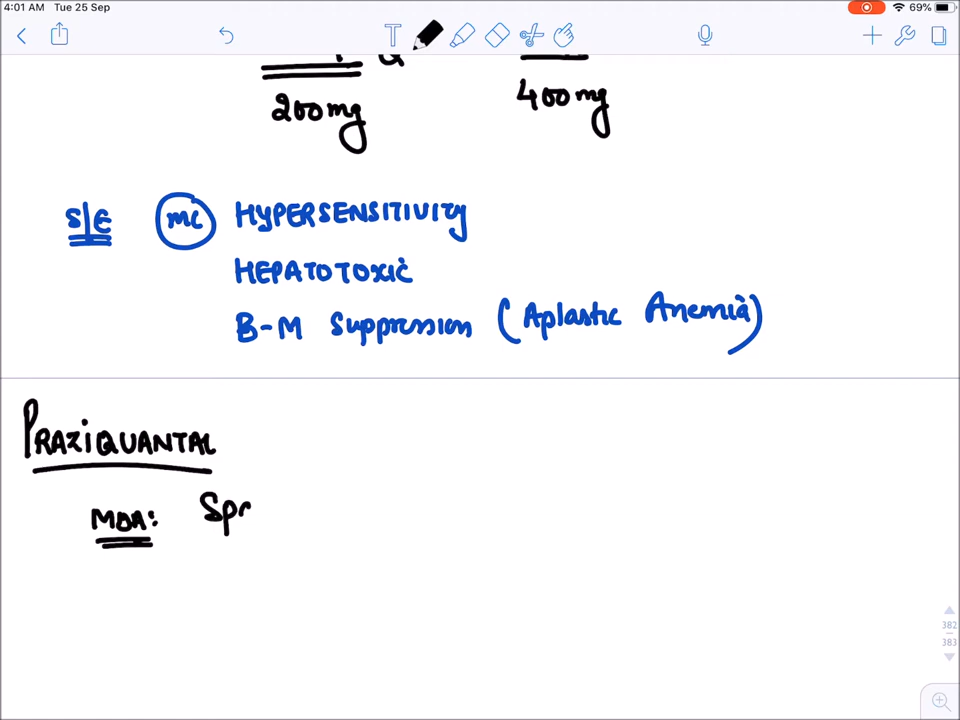 4:01 AM Tue 25 Sep 69%
T
200mg 400mg
S/E MC HYPERSENSITIVITY
HEPATOTOXIC
B-M Suppression (Aplastic Anemia)
PRAZIQUANTAL
MOA: Spr
382
383